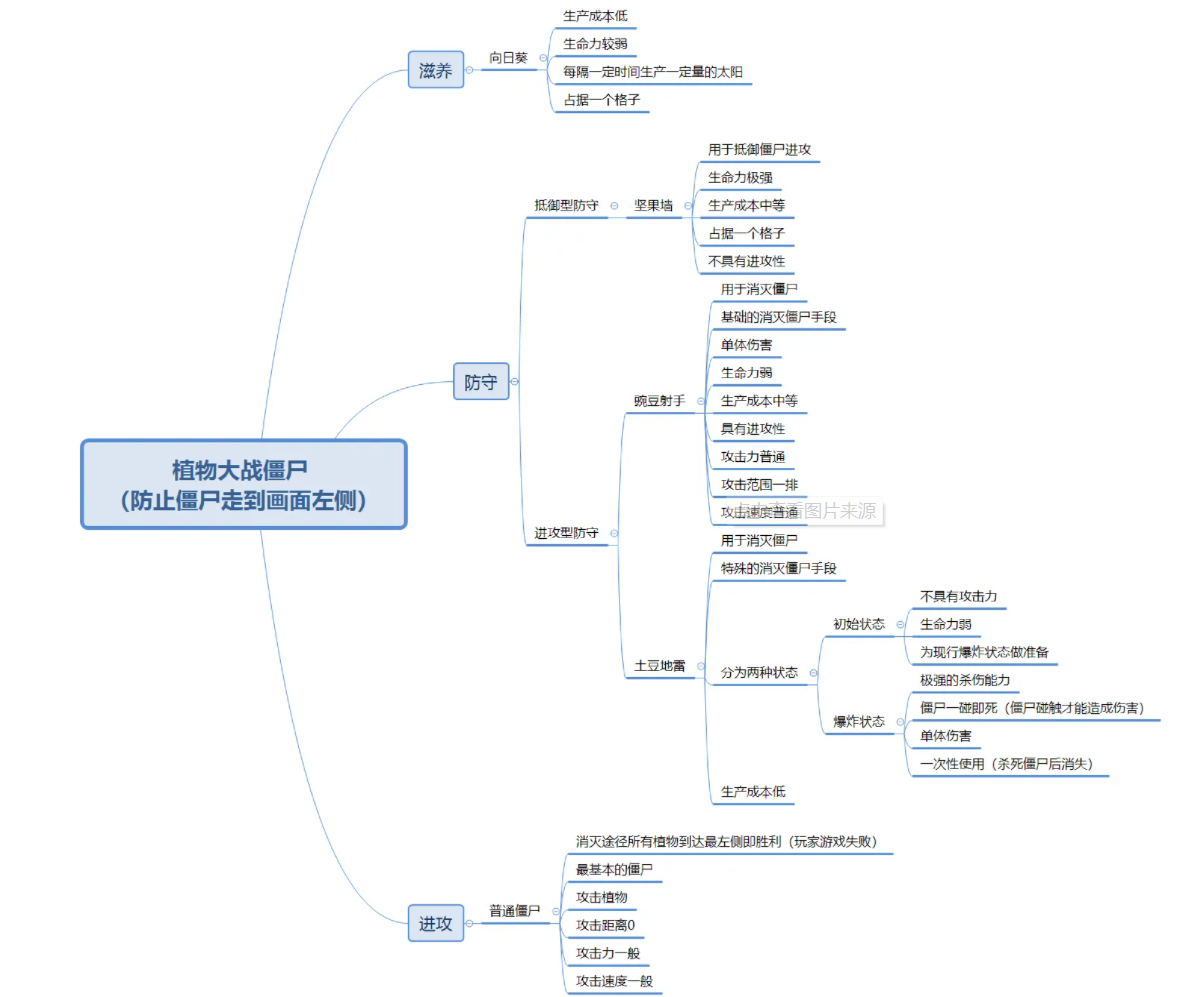 生产成本低
生命力较弱
向日葵
滋养
每隔一定时间生产一定量的太阳
占据一个格子
用于抵御僵尸进攻
生命力极强
抵御型防守
坚果墙
生产成本中等
占据一个格子
不具有进攻性
用于消灭僵尸
基础的消灭僵尸手段
单体伤害
生命力弱
防守
豌豆射手
生产成本中等
具有进攻性
攻击力普通
植物大战僵尸
(防止僵尸走到画面左侧)
攻击范围一排
攻击速度普通
点击查看图片来源
进攻型防守
用于消灭僵尸
特殊的消灭僵尸手段
不具有攻击力
初始状态
生命力弱
为现行爆炸状态做准备
土豆地雷
分为两种状态
极强的杀伤能力
僵尸一碰即死(僵尸碰触才能造成伤害)
爆炸状态
单体伤害
一次性使用(杀死僵尸后消失)
生产成本低
消灭途径所有植物到达最左侧即胜利(玩家游戏失败)
最基本的僵尸
攻击植物
普通僵尸
进攻
攻击距离0
攻击力一般
攻击速度一般